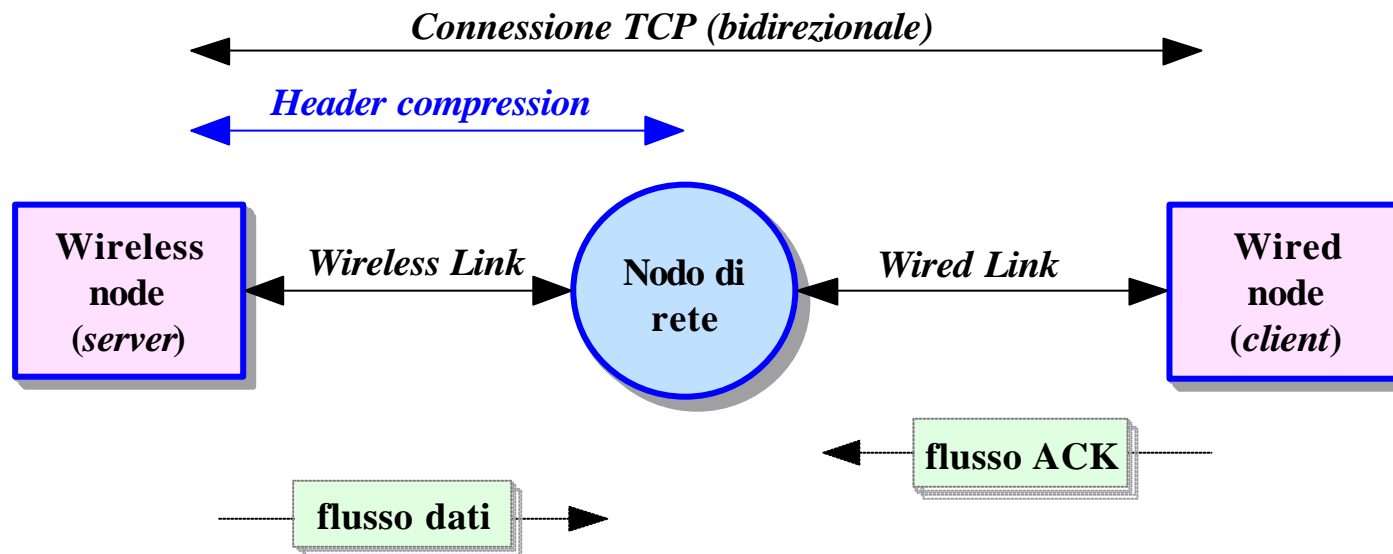 Connessione TCP (bidirezionale)
Header compression
Wireless
node
(server)
Wireless Link
Nodo di
rete
Wired Link
Wired
node
(client)
flusso ACK
flusso dati